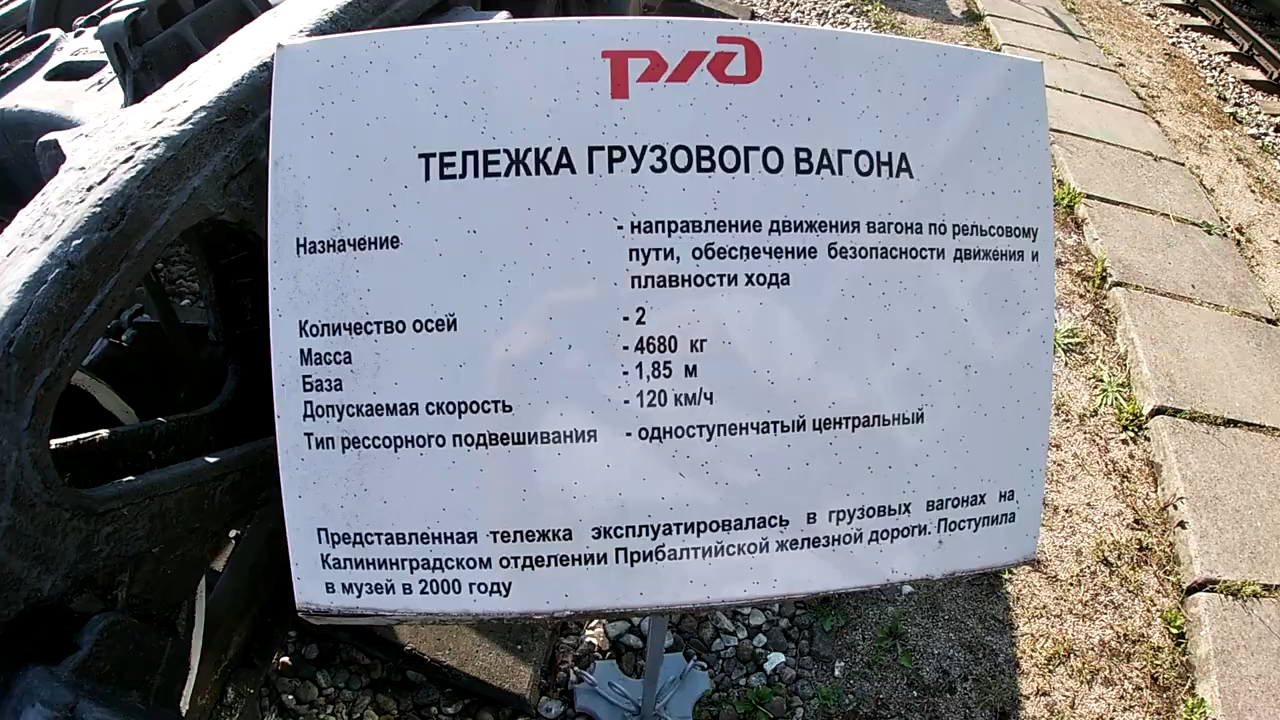 РЖД
ТЕЛЕЖКА ГРУЗОВОГО ВАГОНА
Назначение - направление движения вагона по рельсовому
пути, обеспечение безопасности движения и
плавности хода
Количество осей - 2
Масса - 4680 кг
База - 1,85 м
Допускаемая скорость - 120 км/ч
Тип рессорного подвешивания - одноступенчатый центральный
Представленная тележка эксплуатировалась в грузовых вагонах на
Калининградском отделении Прибалтийской железной дороги. Поступила
в музей в 2000 году